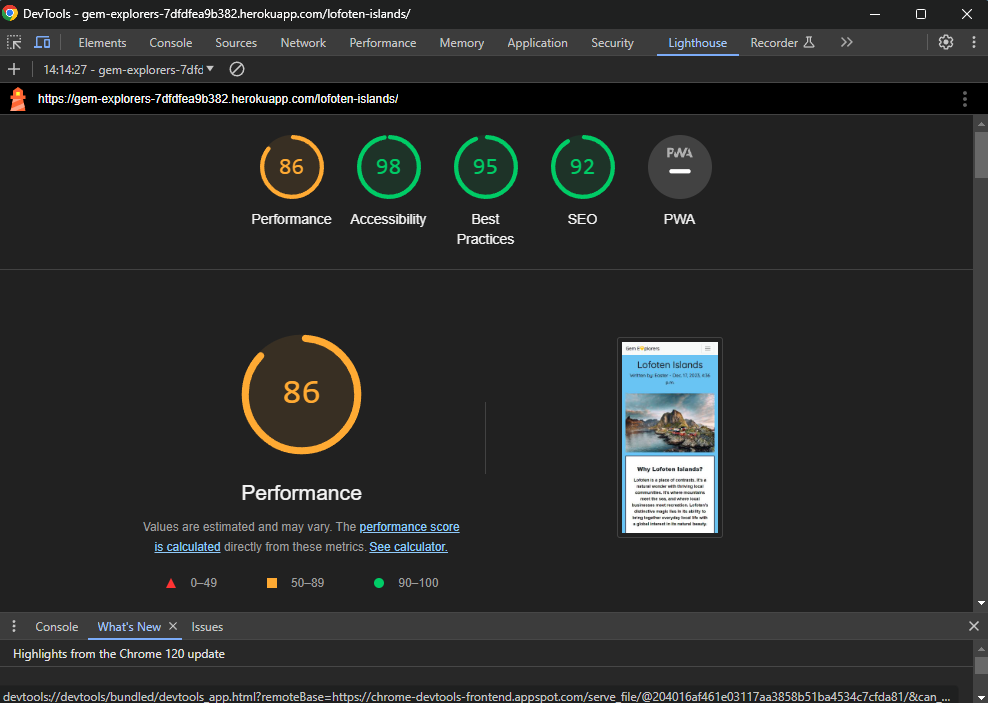 DevTools - gem-explorers-7dfdfea9b382.herokuapp.com/lofoten-islands/
Elements Console Sources Network Performance Memory Application Security Lighthouse Recorder
14:14:27 - gem-explorers-7dfd
https://gem-explorers-7dfdfea9b382.herokuapp.com/lofoten-islands/
86 98 95 92 PWA
Performance Accessibility Best Practices SEO PWA
86
Performance
Values are estimated and may vary. The performance score
is calculated directly from these metrics. See calculator.
0–49 50–89 90–100
Gem Explorers
Lofoten Islands
Written by: Easter - Dec. 17, 2023, 4:36
p.m.
Why Lofoten Islands?
Lofoten is a place of contrasts. It's a
natural wonder with thriving local
communities. It's where mountains
meet the sea, and where local
businesses meet recreation. Lofoten's
distinctive magic lies in its ability to
bring together everyday local life with
a global interest in its natural beauty.
Console What's New Issues
Highlights from the Chrome 120 update
devtools://devtools/bundled/devtools_app.html?remoteBase=https://chrome-devtools-frontend.appspot.com/serve_file/@204016af461e03117aa3858b51ba4534c7cfda81/&can_...